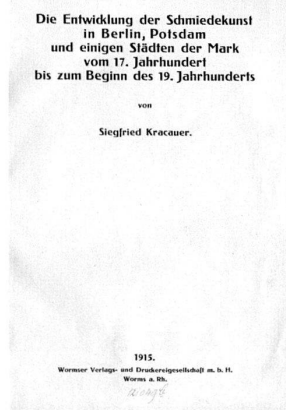 Die Entwicklung der Schmiedekunst
in Berlin, Potsdam
und einigen Städten der Mark
vom 17. Jahrhundert
bis zum Beginn des 19. Jahrhunderts
von
Siegfried Kracauer.
1915.
Wormser Verlags- und Druckereigesellschaft m. b. H.
Worms a. Rh.